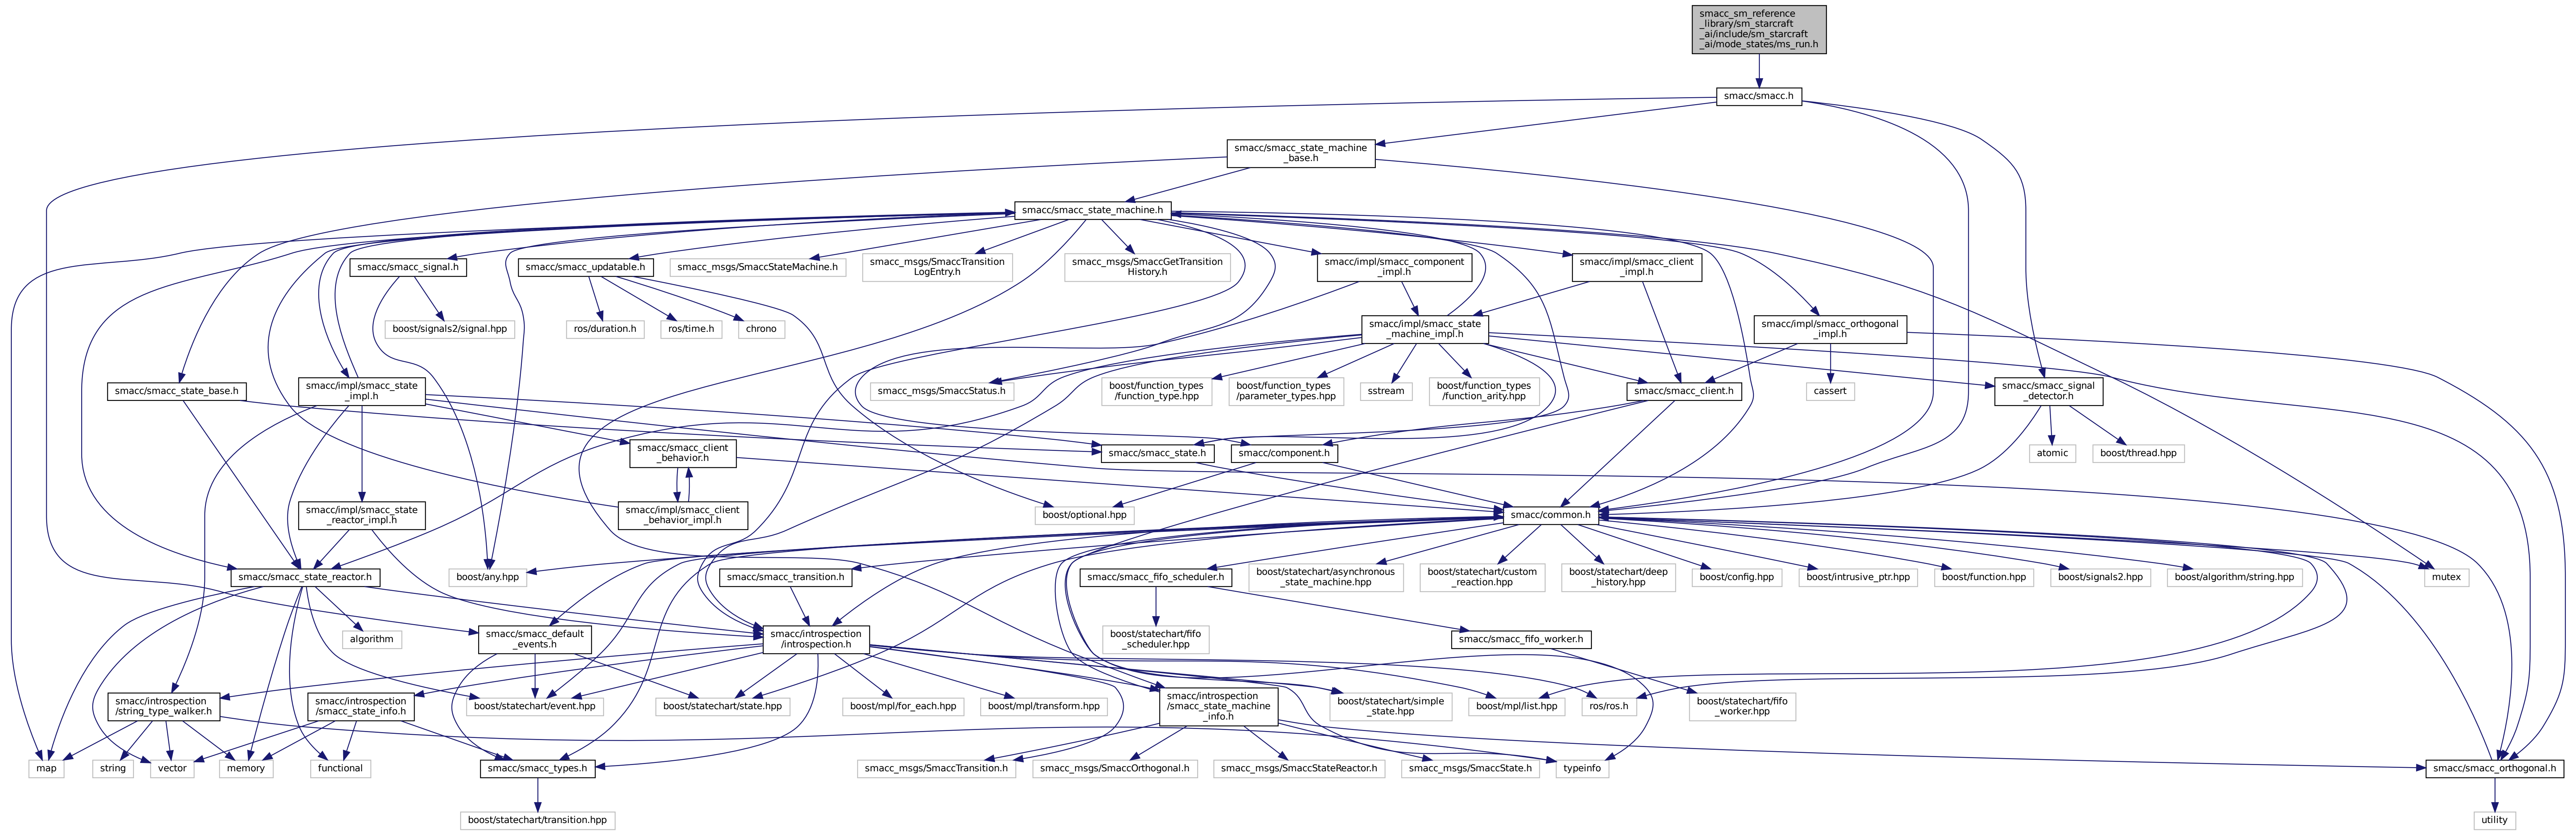 smacc_sm_reference
_library/sm_starcraft
_ai/include/sm_starcraft
_ai/mode_states/ms_run.h
smacc/smacc.h
smacc/smacc_state_machine
_base.h
smacc/smacc_state_machine.h
smacc/smacc_signal.h
smacc/smacc_updatable.h
smacc_msgs/SmaccStateMachine.h
smacc_msgs/SmaccTransition
LogEntry.h
smacc_msgs/SmaccGetTransition
History.h
smacc/impl/smacc_component
_impl.h
smacc/impl/smacc_client
_impl.h
boost/signals2/signal.hpp
ros/duration.h
ros/time.h
chrono
smacc/impl/smacc_state
_machine_impl.h
smacc/impl/smacc_orthogonal
_impl.h
smacc/smacc_state_base.h
smacc/impl/smacc_state
_impl.h
smacc_msgs/SmaccStatus.h
boost/function_types
/function_type.hpp
boost/function_types
/parameter_types.hpp
sstream
boost/function_types
/function_arity.hpp
smacc/smacc_client.h
cassert
smacc/smacc_signal
_detector.h
smacc/smacc_client
_behavior.h
smacc/smacc_state.h
smacc/component.h
atomic
boost/thread.hpp
smacc/impl/smacc_state
_reactor_impl.h
smacc/impl/smacc_client
_behavior_impl.h
boost/optional.hpp
smacc/common.h
smacc/smacc_state_reactor.h
boost/any.hpp
smacc/smacc_transition.h
smacc/smacc_fifo_scheduler.h
boost/statechart/asynchronous
_state_machine.hpp
boost/statechart/custom
_reaction.hpp
boost/statechart/deep
_history.hpp
boost/config.hpp
boost/intrusive_ptr.hpp
boost/function.hpp
boost/signals2.hpp
boost/algorithm/string.hpp
mutex
algorithm
smacc/smacc_default
_events.h
smacc/introspection
/introspection.h
boost/statechart/fifo
_scheduler.hpp
smacc/smacc_fifo_worker.h
smacc/introspection
/string_type_walker.h
smacc/introspection
/smacc_state_info.h
boost/statechart/event.hpp
boost/statechart/state.hpp
boost/mpl/for_each.hpp
boost/mpl/transform.hpp
smacc/introspection
/smacc_state_machine
_info.h
boost/statechart/simple
_state.hpp
boost/mpl/list.hpp
ros/ros.h
boost/statechart/fifo
_worker.hpp
map
string
vector
memory
functional
smacc/smacc_types.h
smacc_msgs/SmaccTransition.h
smacc_msgs/SmaccOrthogonal.h
smacc_msgs/SmaccStateReactor.h
smacc_msgs/SmaccState.h
typeinfo
smacc/smacc_orthogonal.h
boost/statechart/transition.hpp
utility